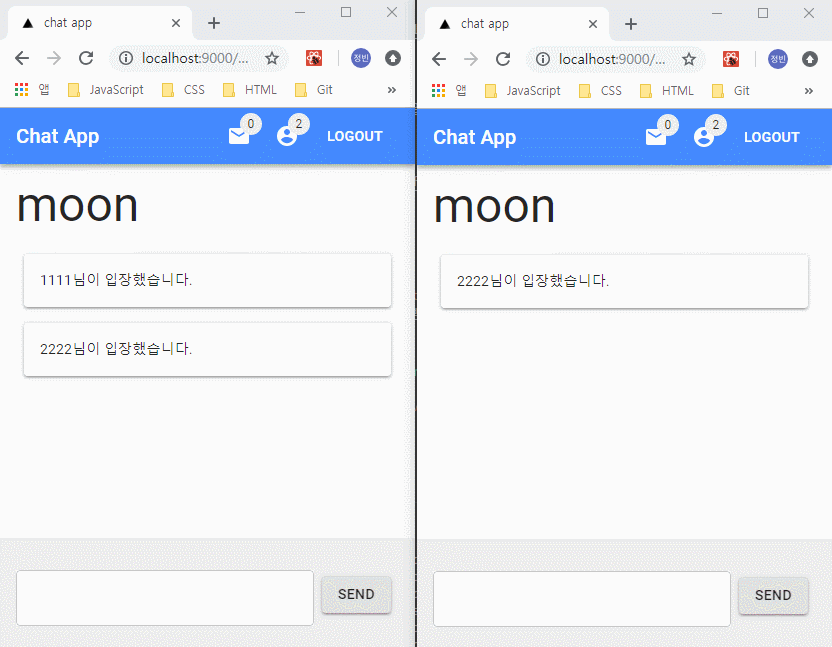 chat app
localhost:9000/...
정빈
앱 JavaScript CSS HTML Git »
Chat App 0 2 LOGOUT
moon
1111님이 입장했습니다.
2222님이 입장했습니다.
SEND
chat app
localhost:9000/...
정빈
앱 JavaScript CSS HTML Git »
Chat App 0 2 LOGOUT
moon
2222님이 입장했습니다.
SEND